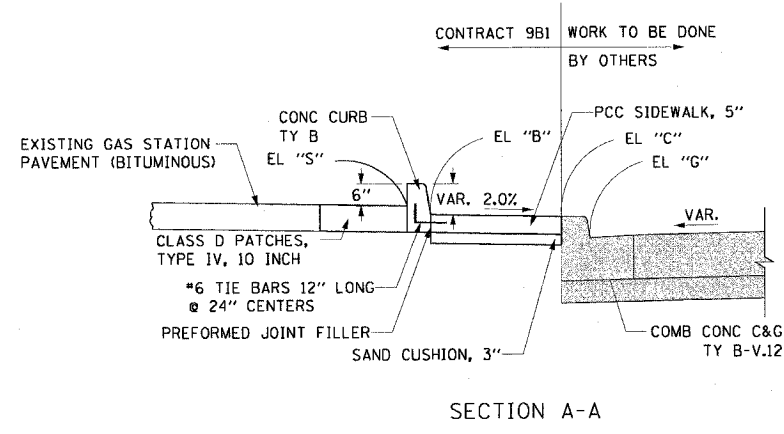 CONTRACT 9B1 WORK TO BE DONE
BY OTHERS
CONC CURB
TY B
PCC SIDEWALK, 5"
EL "B"
EL "C"
EXISTING GAS STATION
PAVEMENT (BITUMINOUS)
EL "S"
EL "G"
6"
VAR. 2.0%
VAR.
CLASS D PATCHES,
TYPE IV, 10 INCH
#6 TIE BARS 12" LONG
@ 24" CENTERS
PREFORMED JOINT FILLER
SAND CUSHION, 3"
COMB CONC C&G
TY B-V.12
SECTION A-A